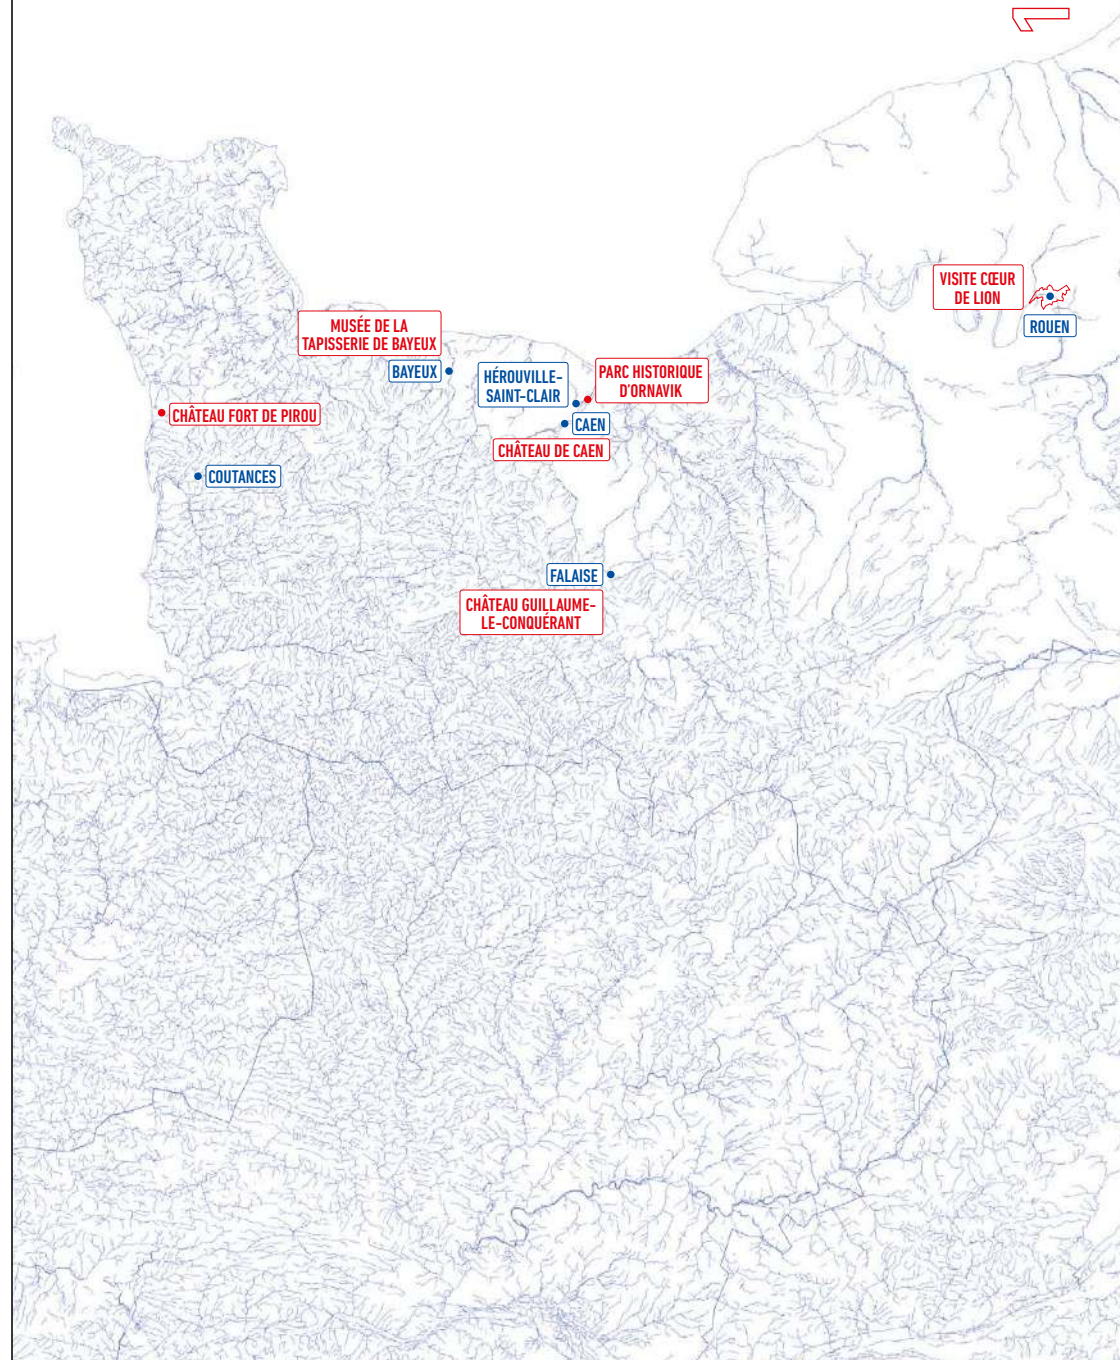 VISITE CŒUR
DE LION
ROUEN
MUSÉE DE LA
TAPISSERIE DE BAYEUX
BAYEUX
HÉROUVILLE-
SAINT-CLAIR
PARC HISTORIQUE
D'ORNAVIK
CHÂTEAU FORT DE PIROU
CAEN
CHÂTEAU DE CAEN
COUTANCES
FALAISE
CHÂTEAU GUILLAUME-
LE-CONQUÉRANT